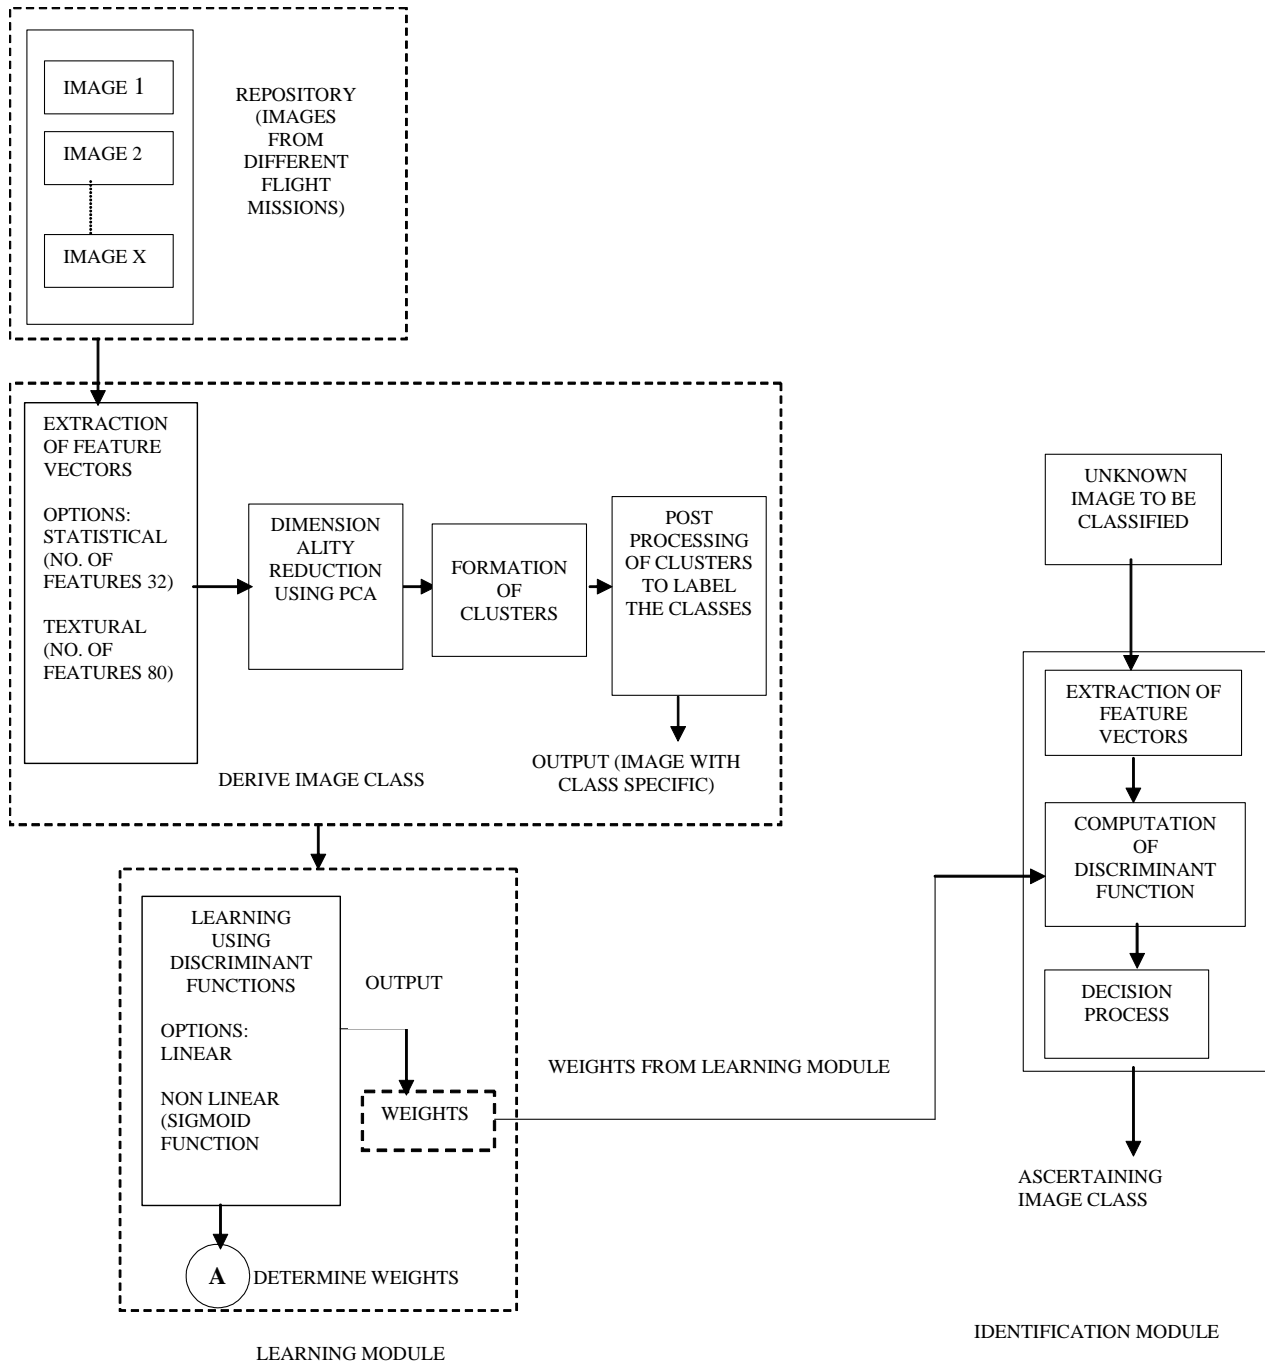 IMAGE 1
IMAGE 2
IMAGE X
REPOSITORY
(IMAGES
FROM
DIFFERENT
FLIGHT
MISSIONS)
EXTRACTION
OF FEATURE
VECTORS
OPTIONS:
STATISTICAL
(NO. OF
FEATURES 32)
TEXTURAL
(NO. OF
FEATURES 80)
DIMENSION
ALITY
REDUCTION
USING PCA
FORMATION
OF
CLUSTERS
POST
PROCESSING
OF CLUSTERS
TO LABEL
THE CLASSES
OUTPUT (IMAGE WITH
CLASS SPECIFIC)
DERIVE IMAGE CLASS
LEARNING
USING
DISCRIMINANT
FUNCTIONS
OPTIONS:
LINEAR
NON LINEAR
(SIGMOID
FUNCTION
OUTPUT
WEIGHTS
A
DETERMINE WEIGHTS
LEARNING MODULE
WEIGHTS FROM LEARNING MODULE
UNKNOWN
IMAGE TO BE
CLASSIFIED
EXTRACTION OF
FEATURE
VECTORS
COMPUTATION
OF
DISCRIMINANT
FUNCTION
DECISION
PROCESS
ASCERTAINING
IMAGE CLASS
IDENTIFICATION MODULE